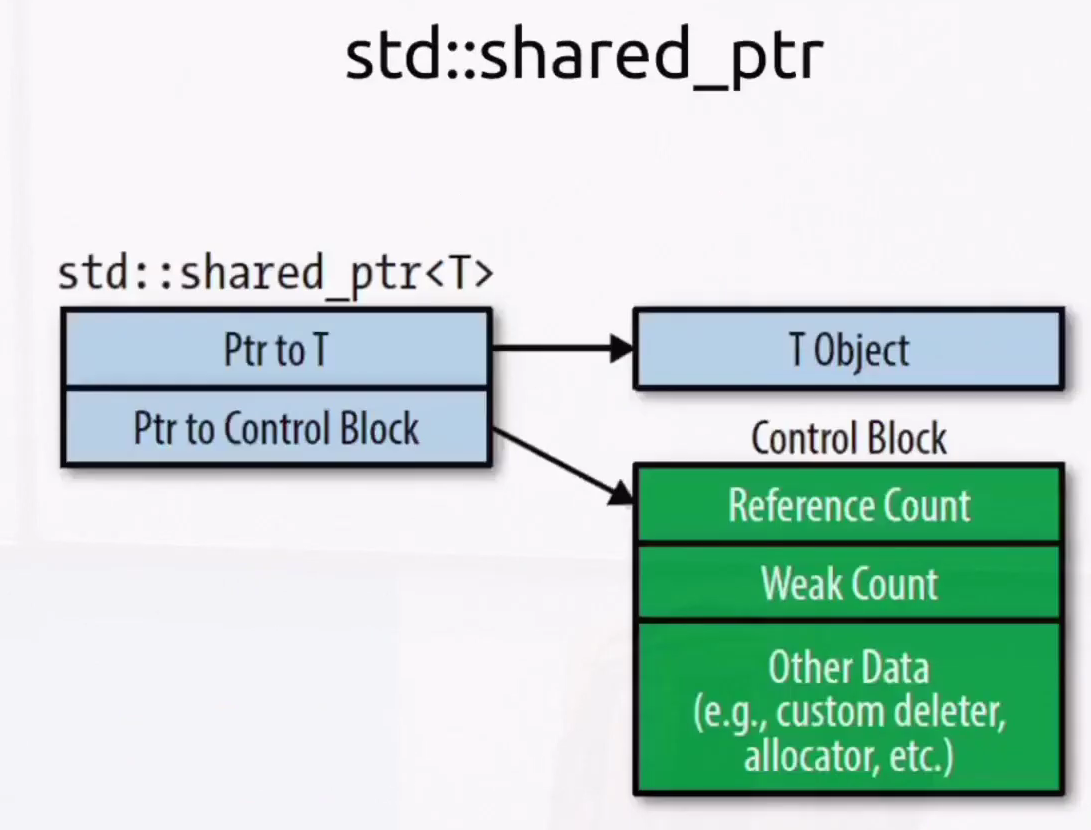 std::shared_ptr
std::shared_ptr<T>
Ptr to T
Ptr to Control Block
T Object
Control Block
Reference Count
Weak Count
Other Data
(e.g., custom deleter,
allocator, etc.)